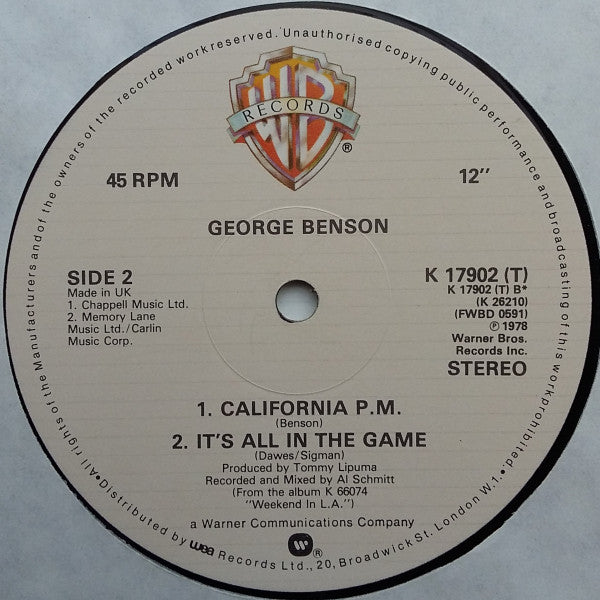 All rights of the Manufacturers and of the owners of the recorded work reserved. Unauthorised copying public performance and broadcasting of this work prohibited.
WB
RECORDS
®
45 RPM
12"
GEORGE BENSON
SIDE 2
Made in UK
1. Chappell Music Ltd.
2. Memory Lane
Music Ltd./Carlin
Music Corp.
K 17902 (T)
K 17902 (T) B*
(K 26210)
(FWBD 0591)
℗ 1978
Warner Bros.
Records Inc.
STEREO
1. CALIFORNIA P.M.
(Benson)
2. IT'S ALL IN THE GAME
(Dawes/Sigman)
Produced by Tommy Lipuma
Recorded and Mixed by Al Schmitt
(From the album K 66074
"Weekend In L.A.")
a Warner Communications Company
®
•Distributed by wea Records Ltd., 20, Broadwick St. London W.1.•